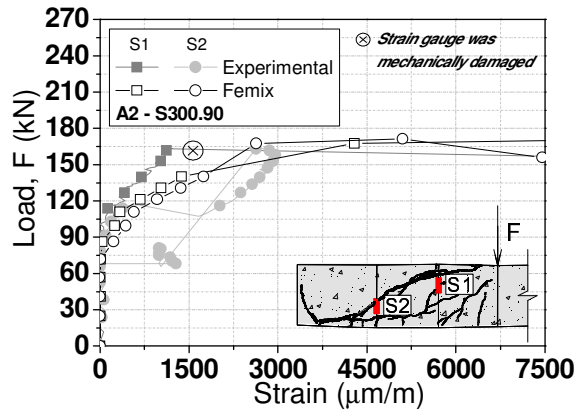 270
240
210
180
150
120
90
60
30
0
Load, F (kN)
S1 S2
Experimental
Femix
A2 - S300.90
Strain gauge was
mechanically damaged
F
S1
S2
0 1500 3000 4500 6000 7500
Strain (μm/m)